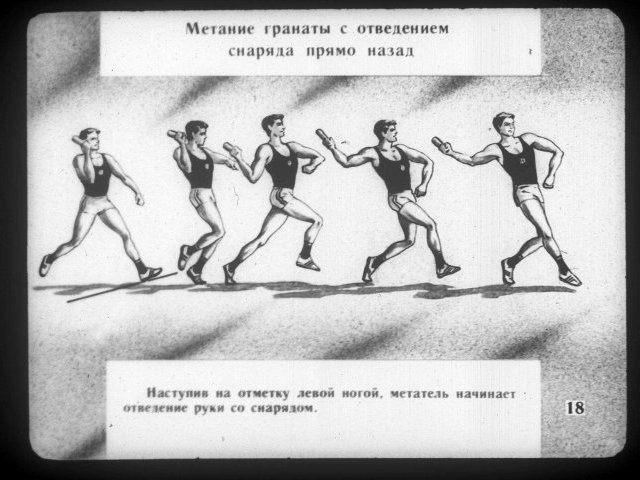 Метание гранаты с отведением
снаряда прямо назад
Наступив на отметку левой ногой, метатель начинает
отведение руки со снарядом.
18